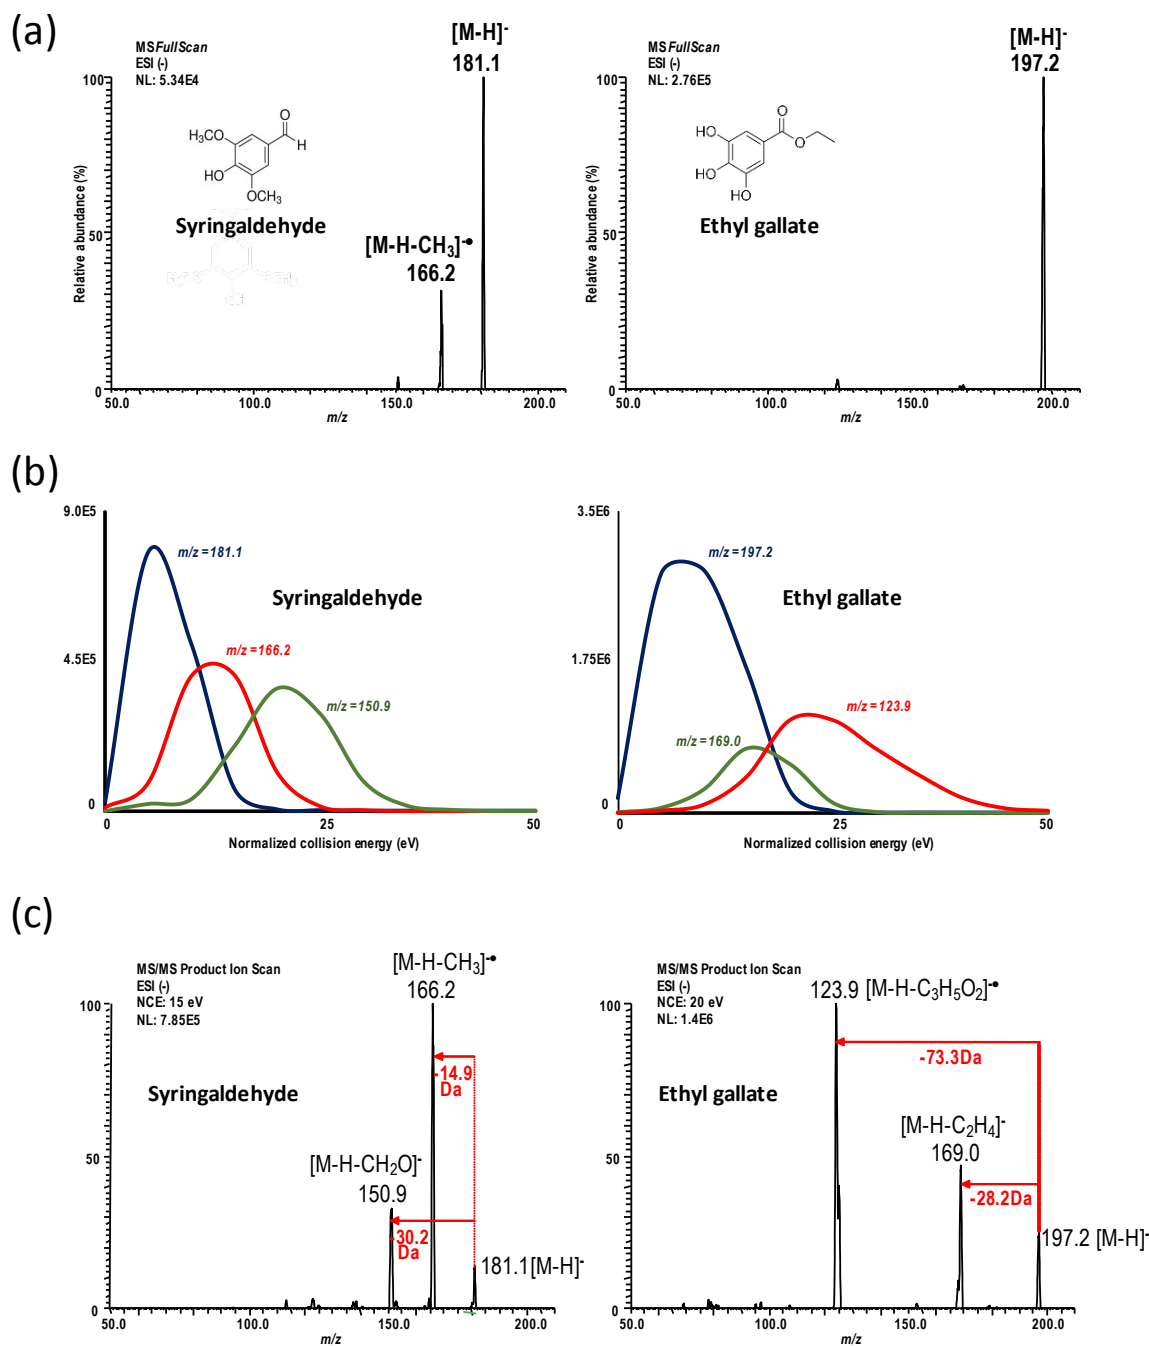 (a)
MS FullScan
ESI (-)
NL: 5.34E4
[M-H]-
181.1
[M-H-CH3]-•
166.2
H3CO
O
H
HO
OCH3
Syringaldehyde
Relative abundance (%)
100
50
0
50.0 100.0 150.0 200.0
m/z
MS FullScan
ESI (-)
NL: 2.76E5
[M-H]-
197.2
HO
O
O
HO
HO
Ethyl gallate
Relative abundance (%)
100
50
0
50.0 100.0 150.0 200.0
m/z
(b)
9.0E5
4.5E5
0
m/z=181.1
Syringaldehyde
m/z=166.2
m/z=150.9
0 25 50
Normalized collision energy (eV)
3.5E6
1.75E6
0
m/z=197.2
Ethyl gallate
m/z=123.9
m/z=169.0
0 25 50
Normalized collision energy (eV)
(c)
MS/MS Product Ion Scan
ESI (-)
NCE: 15 eV
NL: 7.85E5
[M-H-CH3]-•
166.2
-14.9
Da
Syringaldehyde
[M-H-CH2O]-
150.9
-30.2
Da
181.1[M-H]-
100
50
0
50.0 100.0 150.0 200.0
m/z
MS/MS Product Ion Scan
ESI (-)
NCE: 20 eV
NL: 1.4E6
123.9 [M-H-C3H5O2]-•
-73.3Da
Ethyl gallate
[M-H-C2H4]-
169.0
-28.2Da
197.2 [M-H]-
100
50
0
50.0 100.0 150.0 200.0
m/z